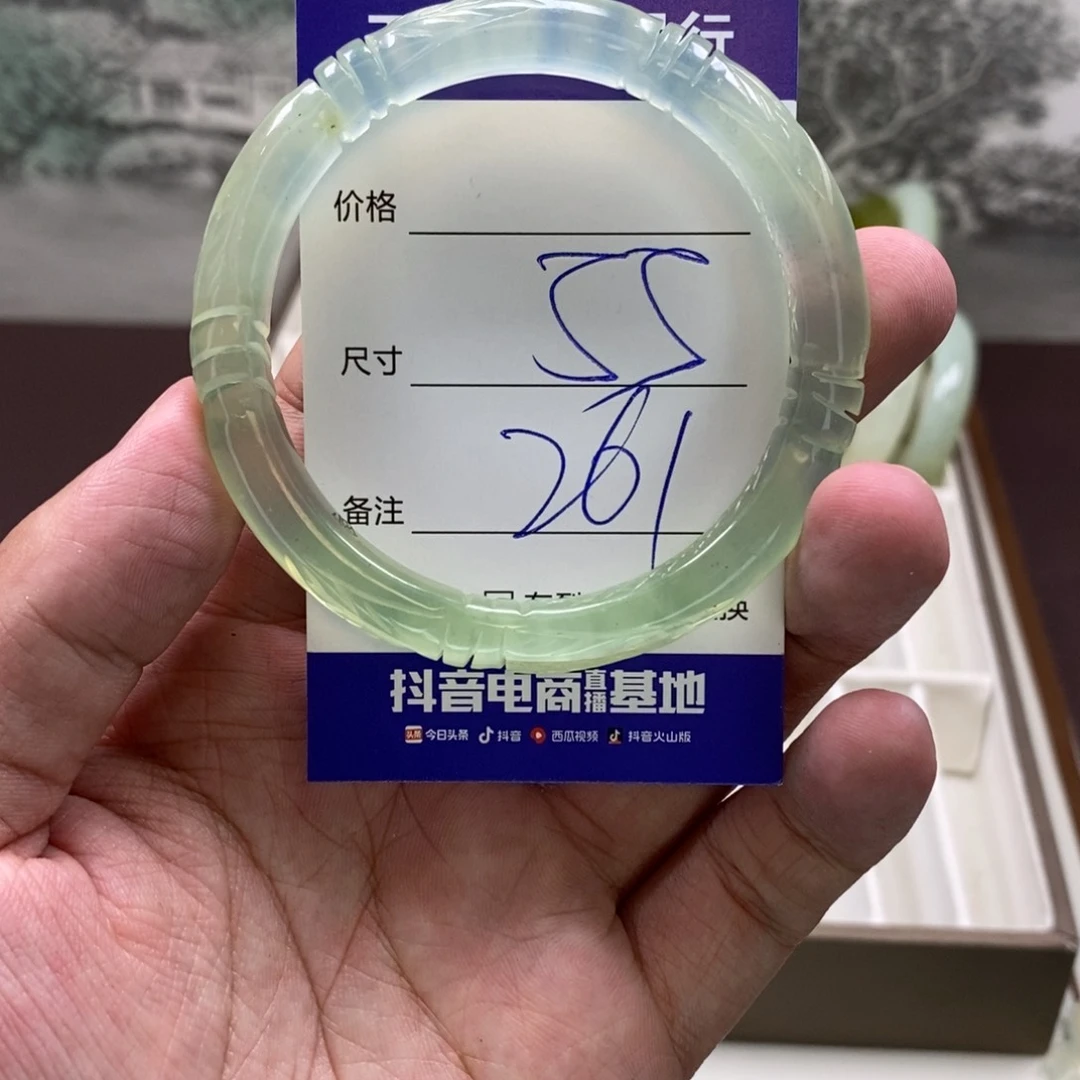 行
价格
55
尺寸
261
备注
抖音电商直播基地
今日头条 抖音 西瓜视频 抖音火山版